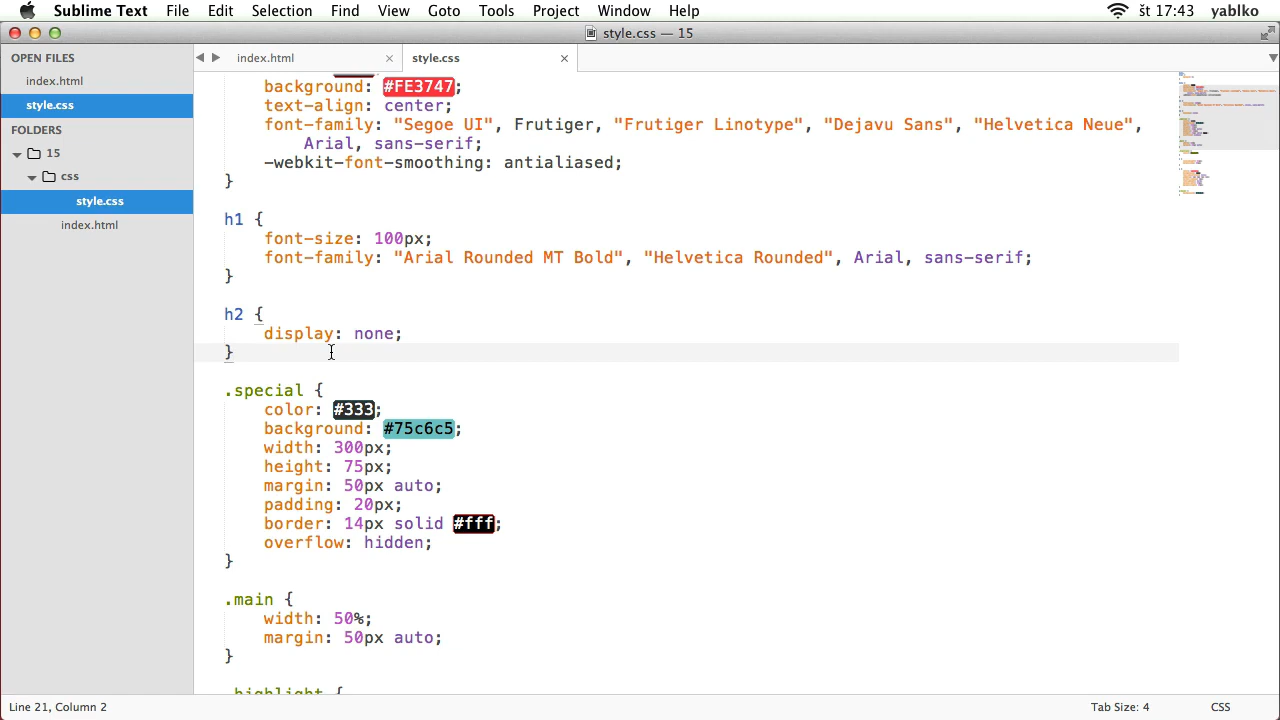 Sublime Text File Edit Selection Find View Goto Tools Project Window Help št 17:43 yablko
style.css — 15
OPEN FILES
index.html
style.css
FOLDERS
15
css
style.css
index.html
index.html × style.css ×
background: #FE3747;
text-align: center;
font-family: "Segoe UI", Frutiger, "Frutiger Linotype", "Dejavu Sans", "Helvetica Neue",
Arial, sans-serif;
-webkit-font-smoothing: antialiased;
}
h1 {
font-size: 100px;
font-family: "Arial Rounded MT Bold", "Helvetica Rounded", Arial, sans-serif;
}
h2 {
display: none;
}
.special {
color: #333;
background: #75c6c5;
width: 300px;
height: 75px;
margin: 50px auto;
padding: 20px;
border: 14px solid #fff;
overflow: hidden;
}
.main {
width: 50%;
margin: 50px auto;
}
.highlight {
Line 21, Column 2 Tab Size: 4 CSS